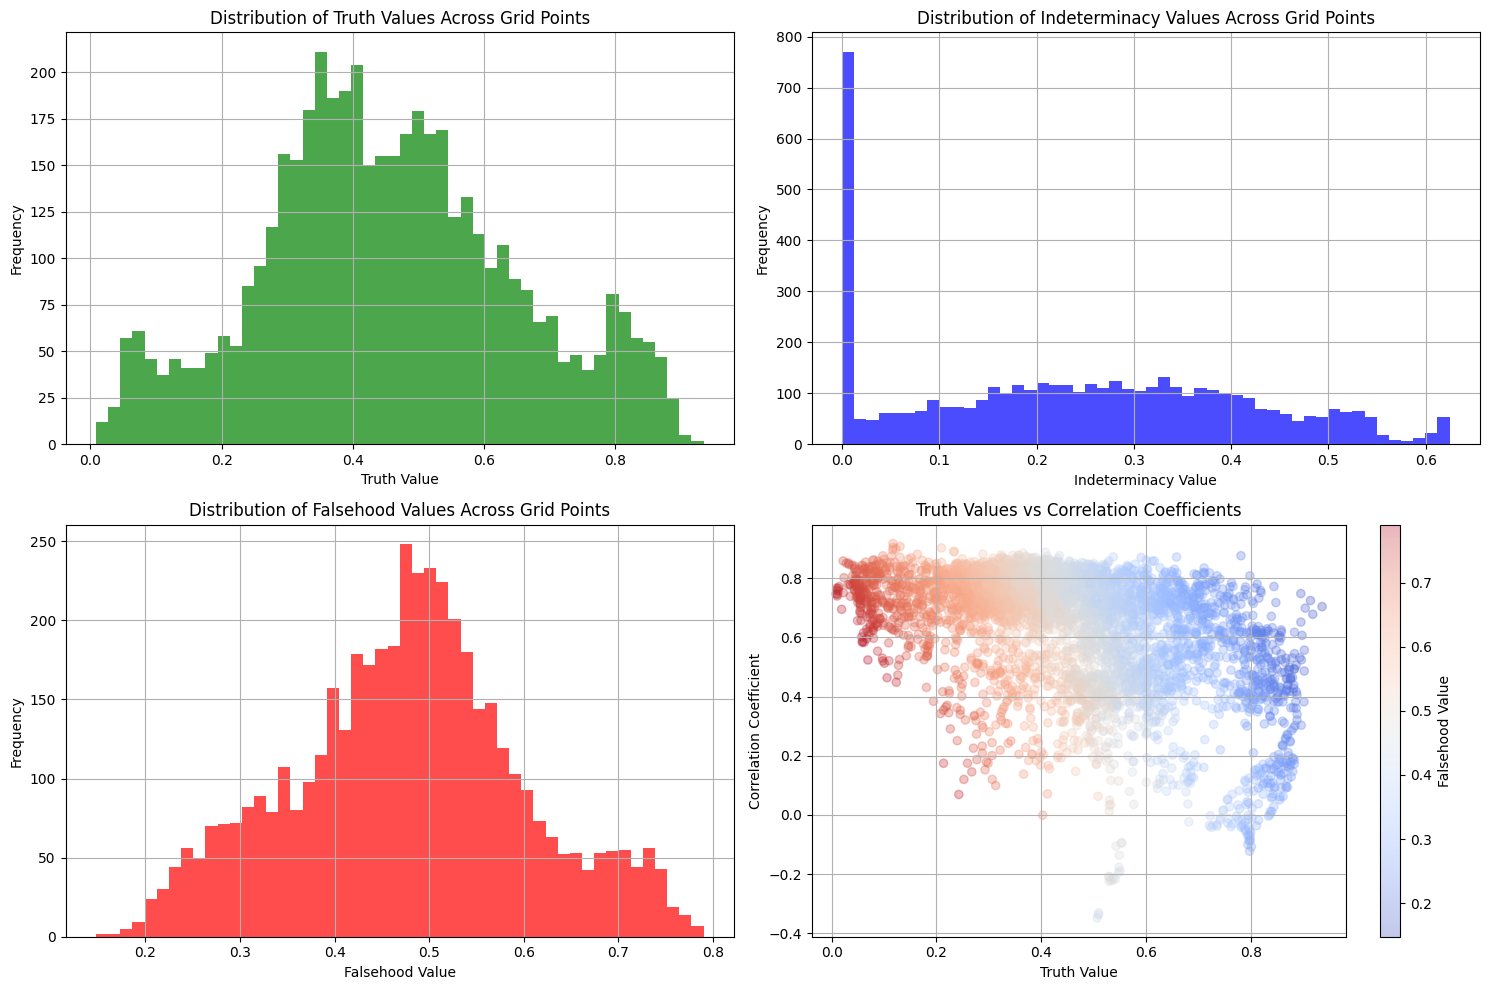 Distribution of Truth Values Across Grid Points
Frequency
200
175
150
125
100
75
50
25
0
0.0 0.2 0.4 0.6 0.8
Truth Value
Distribution of Indeterminacy Values Across Grid Points
Frequency
800
700
600
500
400
300
200
100
0
0.0 0.1 0.2 0.3 0.4 0.5 0.6
Indeterminacy Value
Distribution of Falsehood Values Across Grid Points
Frequency
250
200
150
100
50
0
0.2 0.3 0.4 0.5 0.6 0.7 0.8
Falsehood Value
Truth Values vs Correlation Coefficients
Correlation Coefficient
0.8
0.6
0.4
0.2
0.0
−0.2
−0.4
0.0 0.2 0.4 0.6 0.8
Truth Value
0.7
0.6
0.5
0.4
0.3
0.2
Falsehood Value